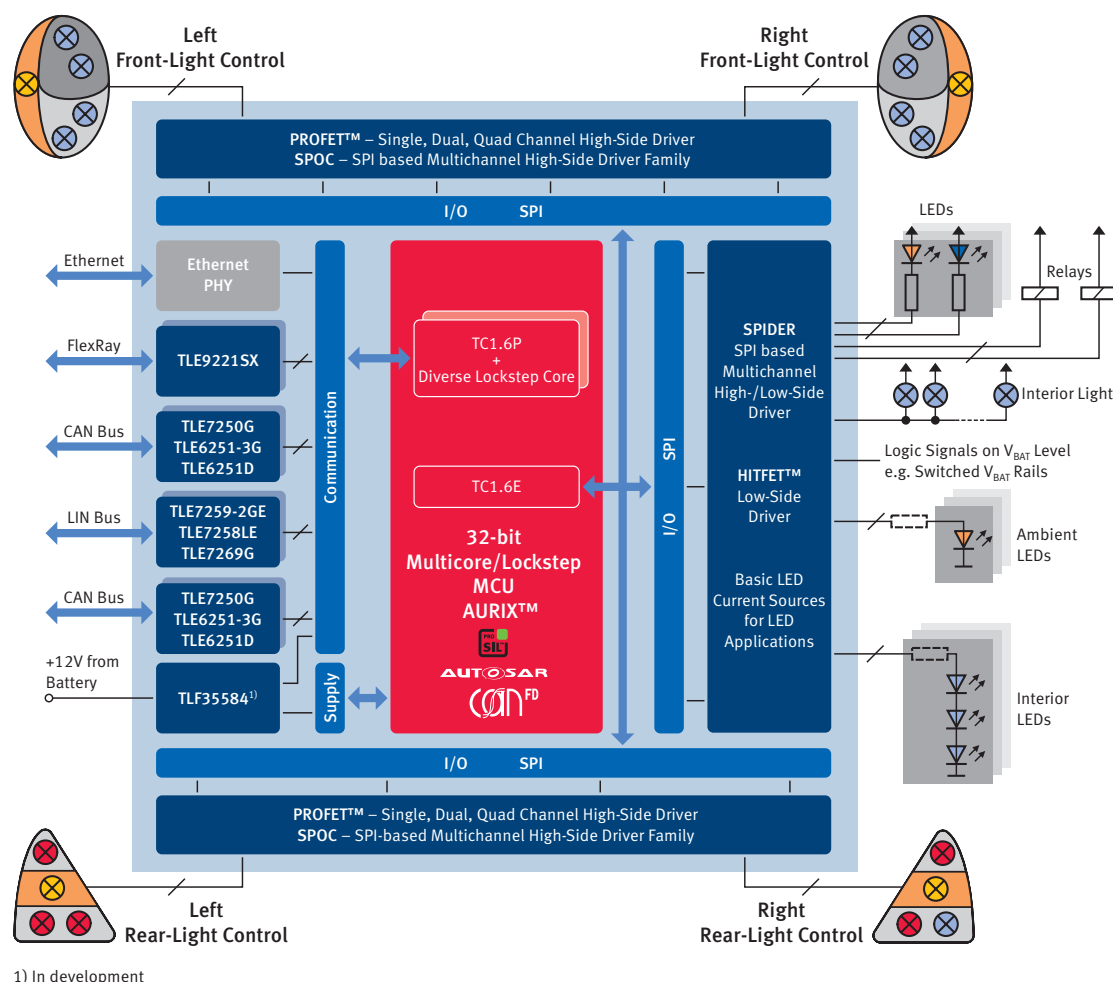 Left
Front-Light Control
Right
Front-Light Control
PROFET™ – Single, Dual, Quad Channel High-Side Driver
SPOC – SPI based Multichannel High-Side Driver Family
I/O SPI
Ethernet
Ethernet
PHY
FlexRay
TLE9221SX
CAN Bus
TLE7250G
TLE6251-3G
TLE6251D
LIN Bus
TLE7259-2GE
TLE7258LE
TLE7269G
CAN Bus
TLE7250G
TLE6251-3G
TLE6251D
+12V from
Battery
TLF35584¹⁾
Communication
Supply
TC1.6P
+
Diverse Lockstep Core
TC1.6E
32-bit
Multicore/Lockstep
MCU
AURIX™
PRO
SIL
AUTOSAR
CAN FD
I/O SPI
SPIDER
SPI based
Multichannel
High-/Low-Side
Driver
HITFET™
Low-Side
Driver
Basic LED
Current Sources
for LED
Applications
LEDs
Relays
Interior Light
Logic Signals on VBAT Level
e.g. Switched VBAT Rails
Ambient
LEDs
Interior
LEDs
I/O SPI
PROFET™ – Single, Dual, Quad Channel High-Side Driver
SPOC – SPI-based Multichannel High-Side Driver Family
Left
Rear-Light Control
Right
Rear-Light Control
1) In development